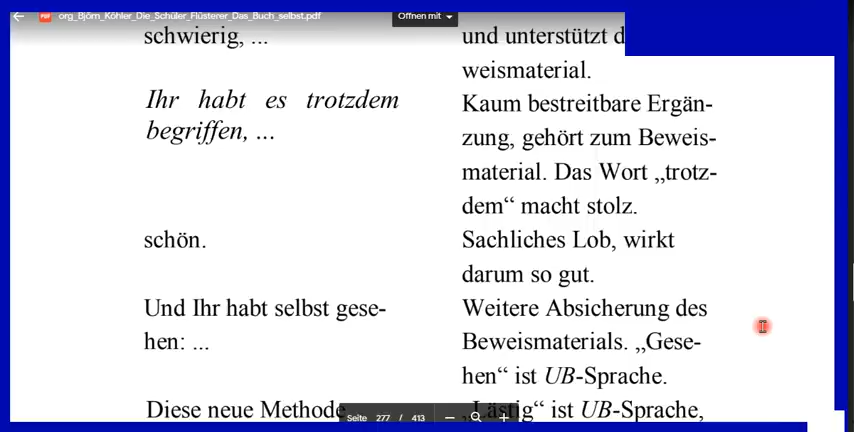 org_Björn_Köhler_Die_Schüler_Flüsterer_Das_Buch_selbst.pdf
Öffnen mit
schwierig, ...
Ihr habt es trotzdem
begriffen, ...
schön.
Und Ihr habt selbst gese-
hen: ...
Diese neue Methode
und unterstützt d
weismaterial.
Kaum bestreitbare Ergän-
zung, gehört zum Beweis-
material. Das Wort „trotz-
dem“ macht stolz.
Sachliches Lob, wirkt
darum so gut.
Weitere Absicherung des
Beweismaterials. „Gese-
hen“ ist UB-Sprache.
„Lästig“ ist UB-Sprache,
Seite 277 / 413